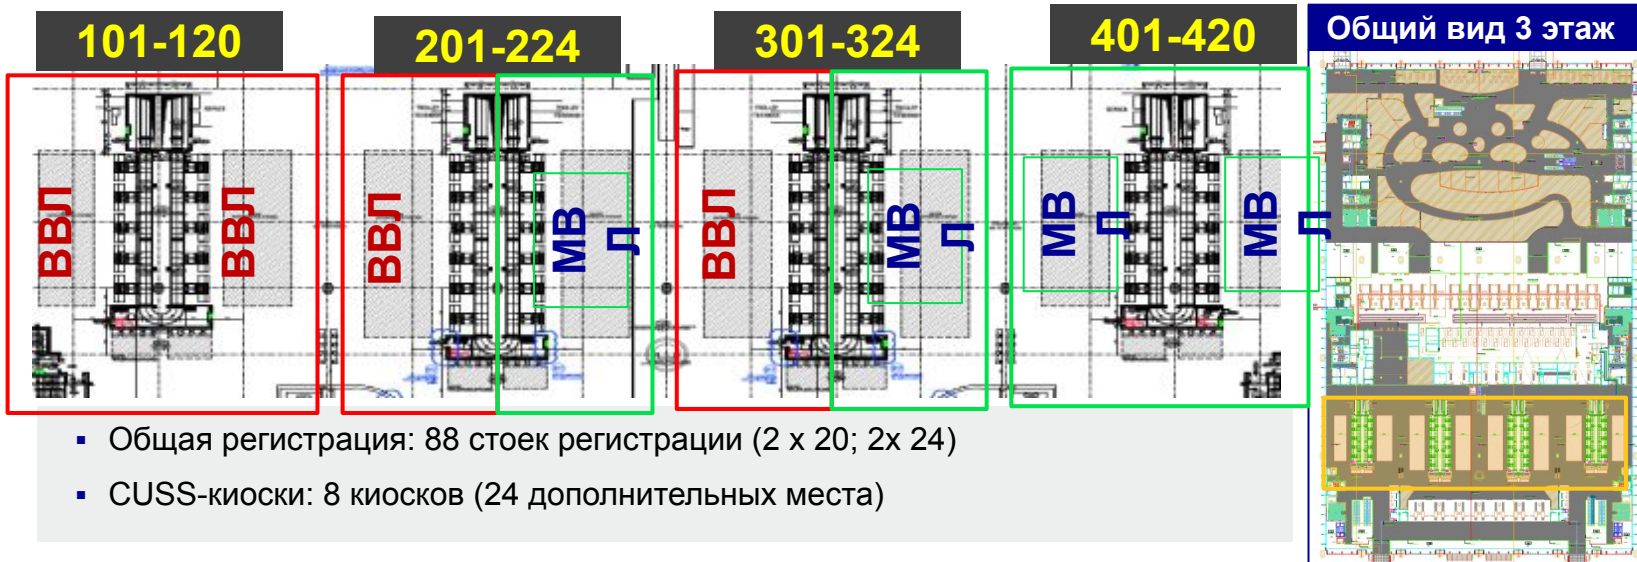 101-120
201-224
301-324
401-420
Общий вид 3 этаж
ВВЛ
ВВЛ
ВВЛ
МВ
Л
ВВЛ
МВ
Л
МВ
Л
МВ
Л
▪ Общая регистрация: 88 стоек регистрации (2 x 20; 2x 24)
▪ CUSS-киоски: 8 киосков (24 дополнительных места)